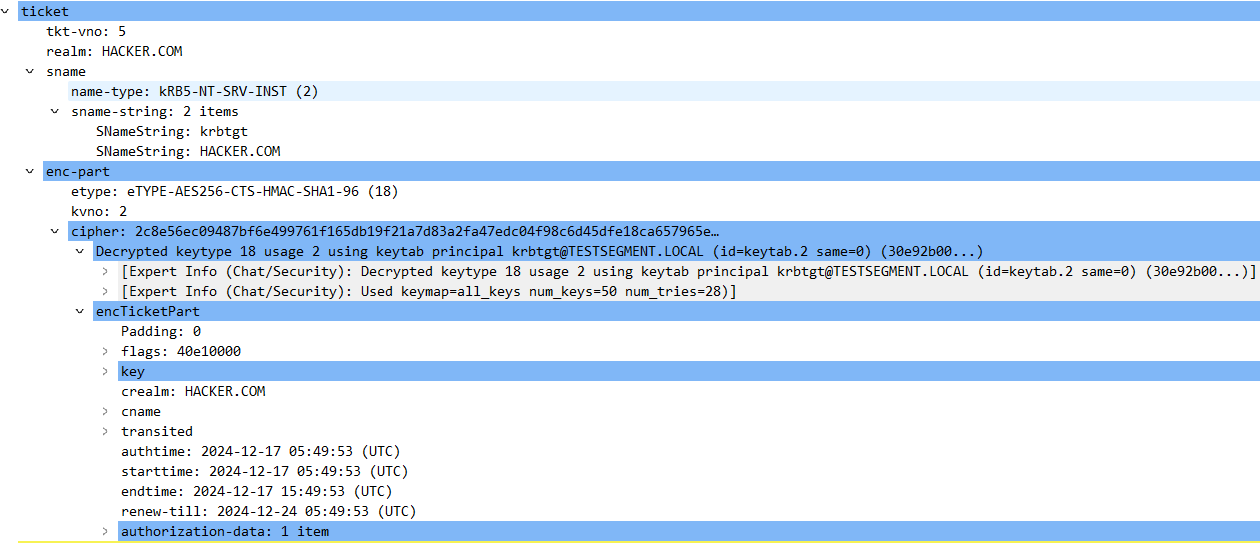 ticket
tkt-vno: 5
realm: HACKER.COM
sname
name-type: kRB5-NT-SRV-INST (2)
sname-string: 2 items
SNameString: krbtgt
SNameString: HACKER.COM
enc-part
etype: eTYPE-AES256-CTS-HMAC-SHA1-96 (18)
kvno: 2
cipher: 2c8e56ec09487bf6e499761f165db19f21a7d83a2fa47edc04f98c6d45dfe18ca657965e…
Decrypted keytype 18 usage 2 using keytab principal krbtgt@TESTSEGMENT.LOCAL (id=keytab.2 same=0) (30e92b00...)
[Expert Info (Chat/Security): Decrypted keytype 18 usage 2 using keytab principal krbtgt@TESTSEGMENT.LOCAL (id=keytab.2 same=0) (30e92b00...)]
[Expert Info (Chat/Security): Used keymap=all_keys num_keys=50 num_tries=28)]
encTicketPart
Padding: 0
flags: 40e10000
key
crealm: HACKER.COM
cname
transited
authtime: 2024-12-17 05:49:53 (UTC)
starttime: 2024-12-17 05:49:53 (UTC)
endtime: 2024-12-17 15:49:53 (UTC)
renew-till: 2024-12-24 05:49:53 (UTC)
authorization-data: 1 item